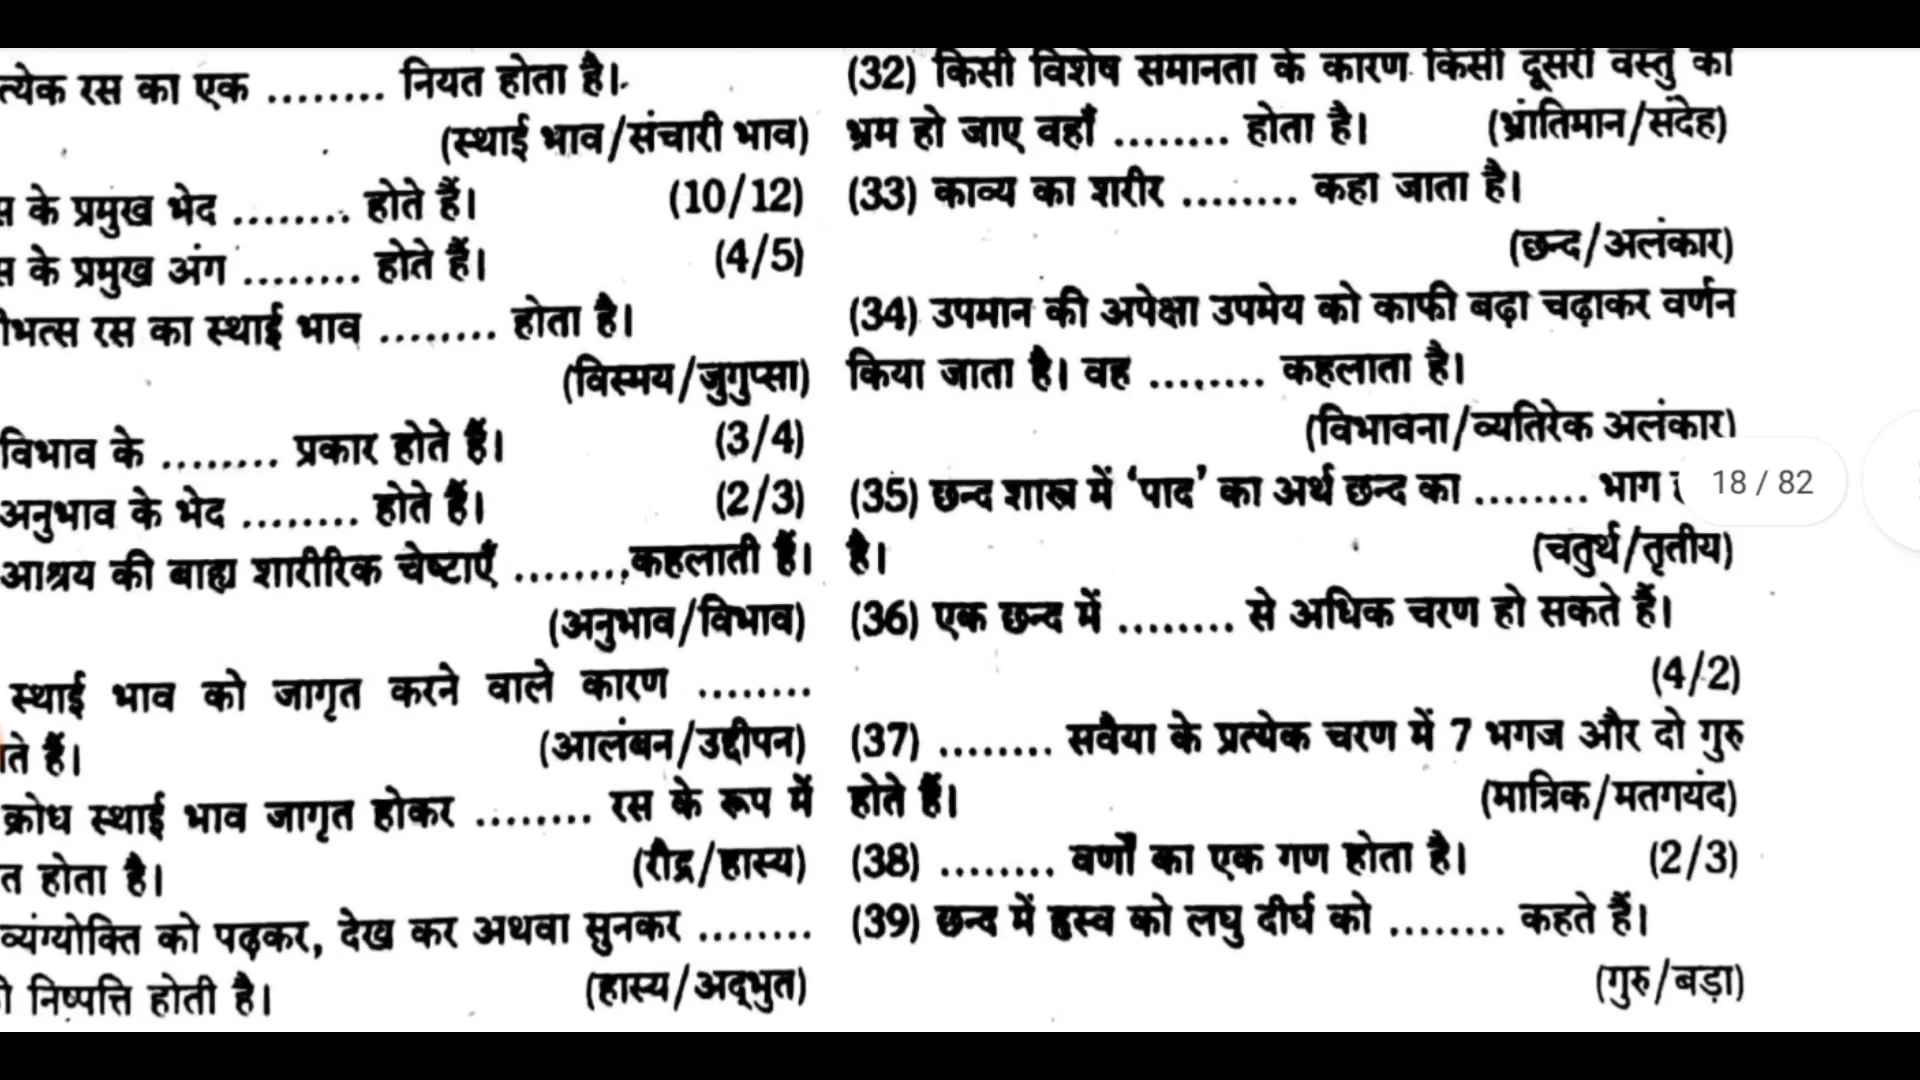 त्येक रस का एक ........ नियत होता है।
(स्थाई भाव/संचारी भाव)
स के प्रमुख भेद ........ होते हैं। (10/12)
स के प्रमुख अंग ........ होते हैं। (4/5)
ीभत्स रस का स्थाई भाव ........ होता है।
(विस्मय/जुगुप्सा)
विभाव के ........ प्रकार होते हैं। (3/4)
अनुभाव के भेद ........ होते हैं। (2/3)
आश्रय की बाह्य शारीरिक चेष्टाएँ ........कहलाती हैं।
(अनुभाव/विभाव)
स्थाई भाव को जागृत करने वाले कारण ........
ते हैं। (आलंबन/उद्दीपन)
क्रोध स्थाई भाव जागृत होकर ........ रस के रूप में
त होता है। (रौद्र/हास्य)
व्यंग्योक्ति को पढ़कर, देख कर अथवा सुनकर ........
ी निष्पत्ति होती है। (हास्य/अद्भुत)
(32) किसी विशेष समानता के कारण किसी दूसरी वस्तु का
भ्रम हो जाए वहाँ ........ होता है। (भ्रांतिमान/संदेह)
(33) काव्य का शरीर ........ कहा जाता है।
(छन्द/अलंकार)
(34) उपमान की अपेक्षा उपमेय को काफी बढ़ा चढ़ाकर वर्णन
किया जाता है। वह ........ कहलाता है।
(विभावना/व्यतिरेक अलंकार)
(35) छन्द शास्त्र में ‘पाद’ का अर्थ छन्द का ........ भाग
18 / 82
है। (चतुर्थ/तृतीय)
(36) एक छन्द में ........ से अधिक चरण हो सकते हैं।
(4/2)
(37) ........ सवैया के प्रत्येक चरण में 7 भगज और दो गुरु
होते हैं। (मात्रिक/मतगयंद)
(38) ........ वर्णों का एक गण होता है। (2/3)
(39) छन्द में ह्रस्व को लघु दीर्घ को ........ कहते हैं।
(गुरु/बड़ा)